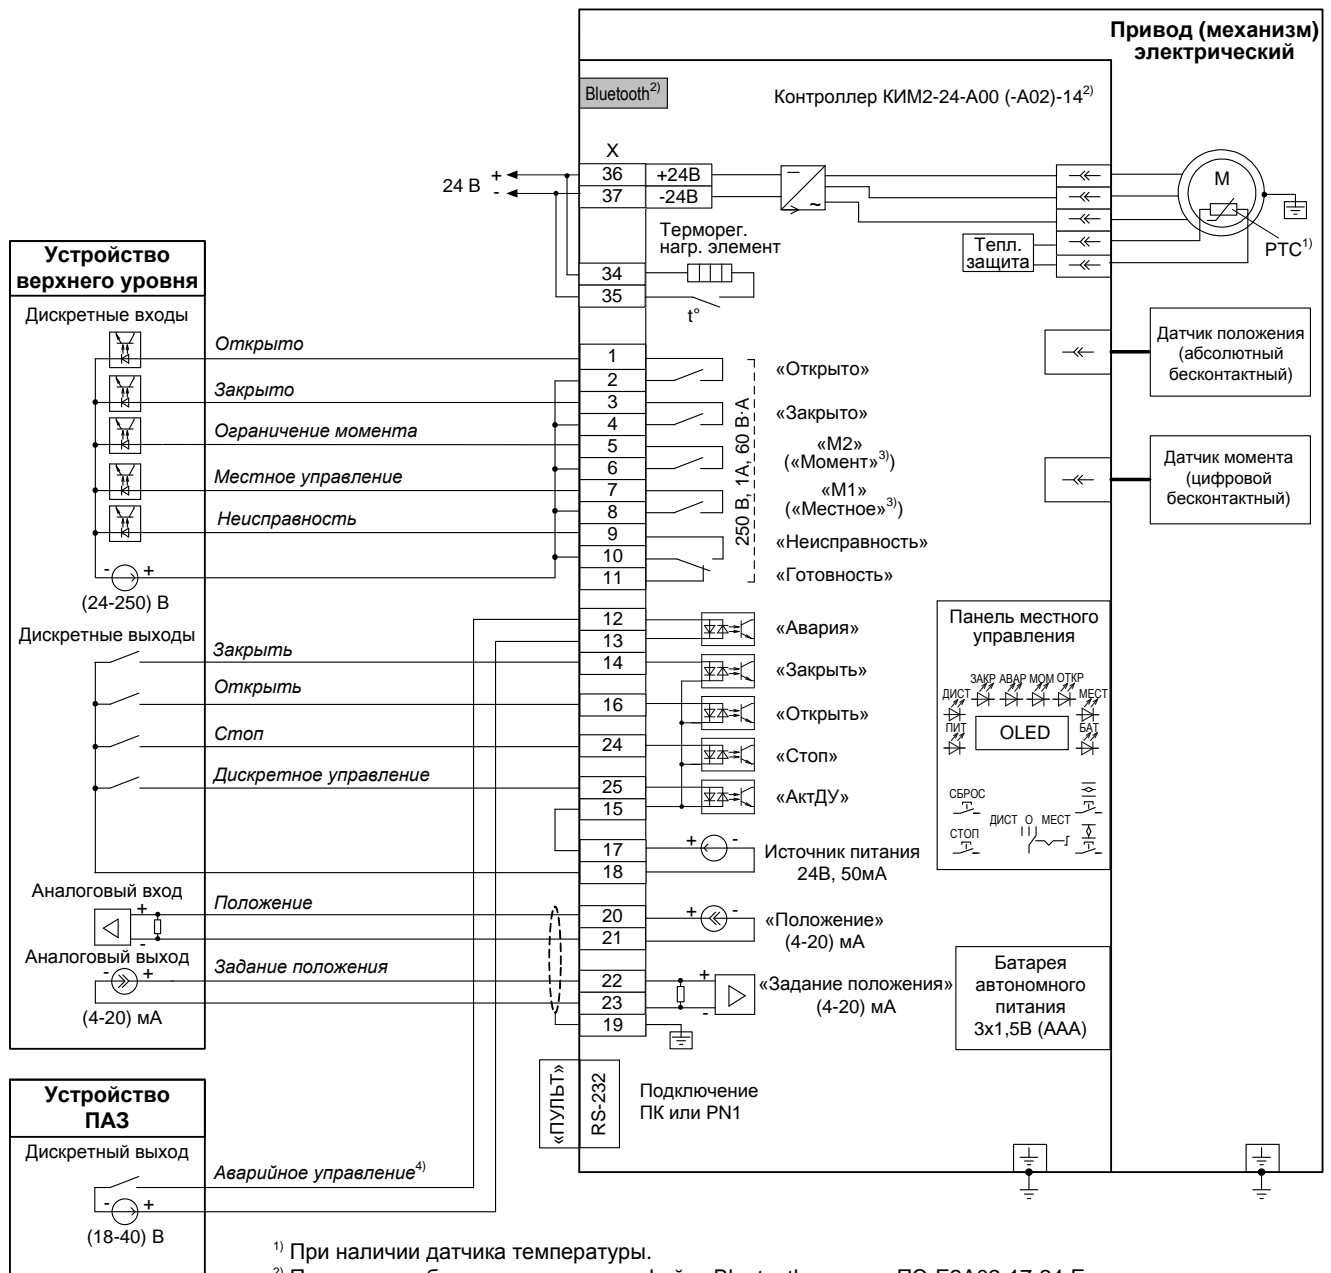 Привод (механизм)
электрический
Bluetooth2)
Контроллер КИМ2-24-А00 (-А02)-142)
X
24 В
+
-
36
+24В
37
-24В
M
PTC1)
Тепл.
защита
Терморег.
нагр. элемент
34
35
t°
Устройство
верхнего уровня
Дискретные входы
Открыто
Закрыто
Ограничение момента
Местное управление
Неисправность
- +
(24-250) В
1
2
3
4
5
6
7
8
9
10
11
«Открыто»
«Закрыто»
«М2»
(«Момент»3))
«М1»
(«Местное»3))
«Неисправность»
«Готовность»
250 В, 1А, 60 В·А
Датчик положения
(абсолютный
бесконтактный)
Датчик момента
(цифровой
бесконтактный)
Дискретные выходы
Закрыть
Открыть
Стоп
Дискретное управление
12
13
14
16
24
25
15
17
18
«Авария»
«Закрыть»
«Открыть»
«Стоп»
«АктДУ»
+ -
Источник питания
24В, 50мА
Панель местного
управления
ЗАКР АВАР МОМ ОТКР
ДИСТ
МЕСТ
ПИТ
OLED
БАТ
СБРОС
ДИСТ О МЕСТ
СТОП
Аналоговый вход
+
-
Положение
Аналоговый выход
- +
Задание положения
(4-20) мА
20
21
22
23
19
+ -
«Положение»
(4-20) мА
+
-
«Задание положения»
(4-20) мА
Батарея
автономного
питания
3х1,5В (ААА)
«ПУЛЬТ»
RS-232
Подключение
ПК или PN1
Устройство
ПАЗ
Дискретный выход
Аварийное управление4)
- +
(18-40) В
1) При наличии датчика температуры.